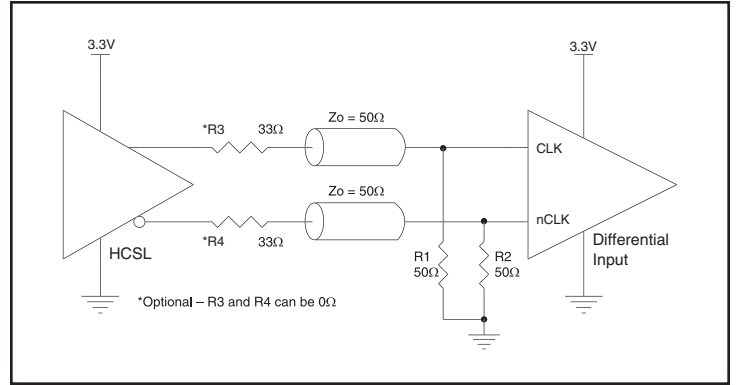 3.3V
3.3V
*R3 33Ω
Zo = 50Ω
CLK
Zo = 50Ω
nCLK
*R4 33Ω
HCSL
R1
50Ω
R2
50Ω
Differential
Input
*Optional – R3 and R4 can be 0Ω